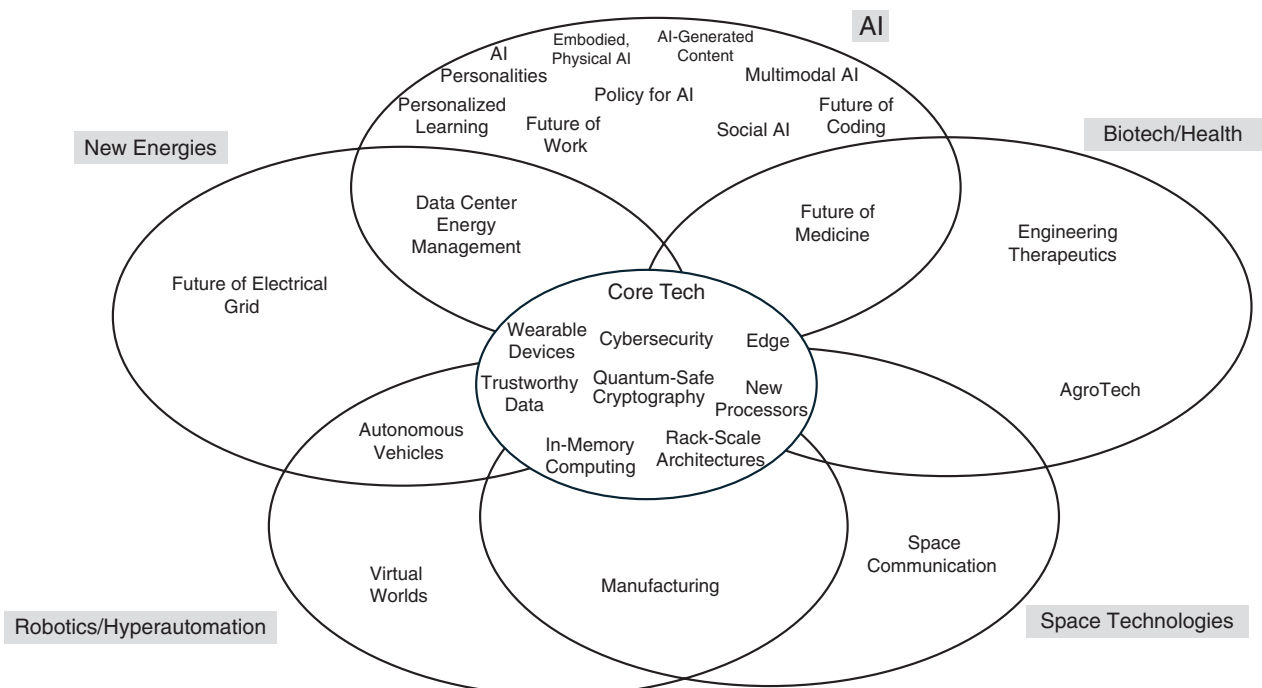 AI
AI
Personalities
Embodied,
Physical AI
AI-Generated
Content
Multimodal AI
Policy for AI
Personalized
Learning
Future of
Work
Social AI
Future of
Coding
New Energies
Biotech/Health
Data Center
Energy
Management
Future of
Medicine
Engineering
Therapeutics
Future of Electrical
Grid
Core Tech
Wearable
Devices
Cybersecurity
Edge
Trustworthy
Data
Quantum-Safe
Cryptography
New
Processors
AgroTech
Autonomous
Vehicles
In-Memory
Computing
Rack-Scale
Architectures
Space
Communication
Virtual
Worlds
Manufacturing
Robotics/Hyperautomation
Space Technologies